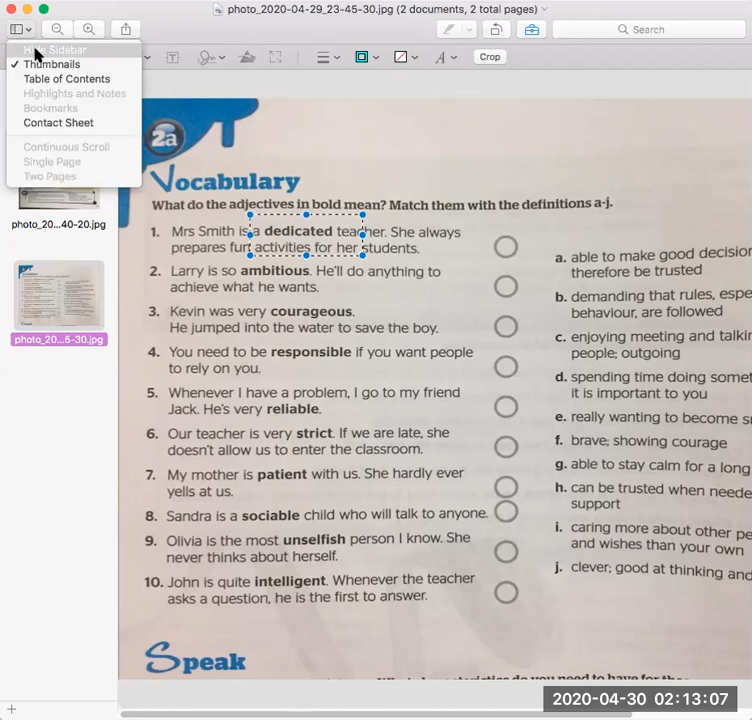 photo_2020-04-29_23-45-30.jpg (2 documents, 2 total pages)
Search
Crop
Hide Sidebar
✓ Thumbnails
Table of Contents
Highlights and Notes
Bookmarks
Contact Sheet
Continuous Scroll
Single Page
Two Pages
photo_20...40-20.jpg
photo_20...5-30.jpg
2a
Vocabulary
What do the adjectives in bold mean? Match them with the definitions a-j.
1. Mrs Smith is a dedicated teacher. She always
prepares fun activities for her students.
2. Larry is so ambitious. He'll do anything to
achieve what he wants.
3. Kevin was very courageous.
He jumped into the water to save the boy.
4. You need to be responsible if you want people
to rely on you.
5. Whenever I have a problem, I go to my friend
Jack. He's very reliable.
6. Our teacher is very strict. If we are late, she
doesn't allow us to enter the classroom.
7. My mother is patient with us. She hardly ever
yells at us.
8. Sandra is a sociable child who will talk to anyone.
9. Olivia is the most unselfish person I know. She
never thinks about herself.
10. John is quite intelligent. Whenever the teacher
asks a question, he is the first to answer.
a. able to make good decision
therefore be trusted
b. demanding that rules, espe
behaviour, are followed
c. enjoying meeting and talkin
people; outgoing
d. spending time doing somet
it is important to you
e. really wanting to become s
f. brave; showing courage
g. able to stay calm for a long
h. can be trusted when neede
support
i. caring more about other pe
and wishes than your own
j. clever; good at thinking and
Speak
2020-04-30 02:13:07